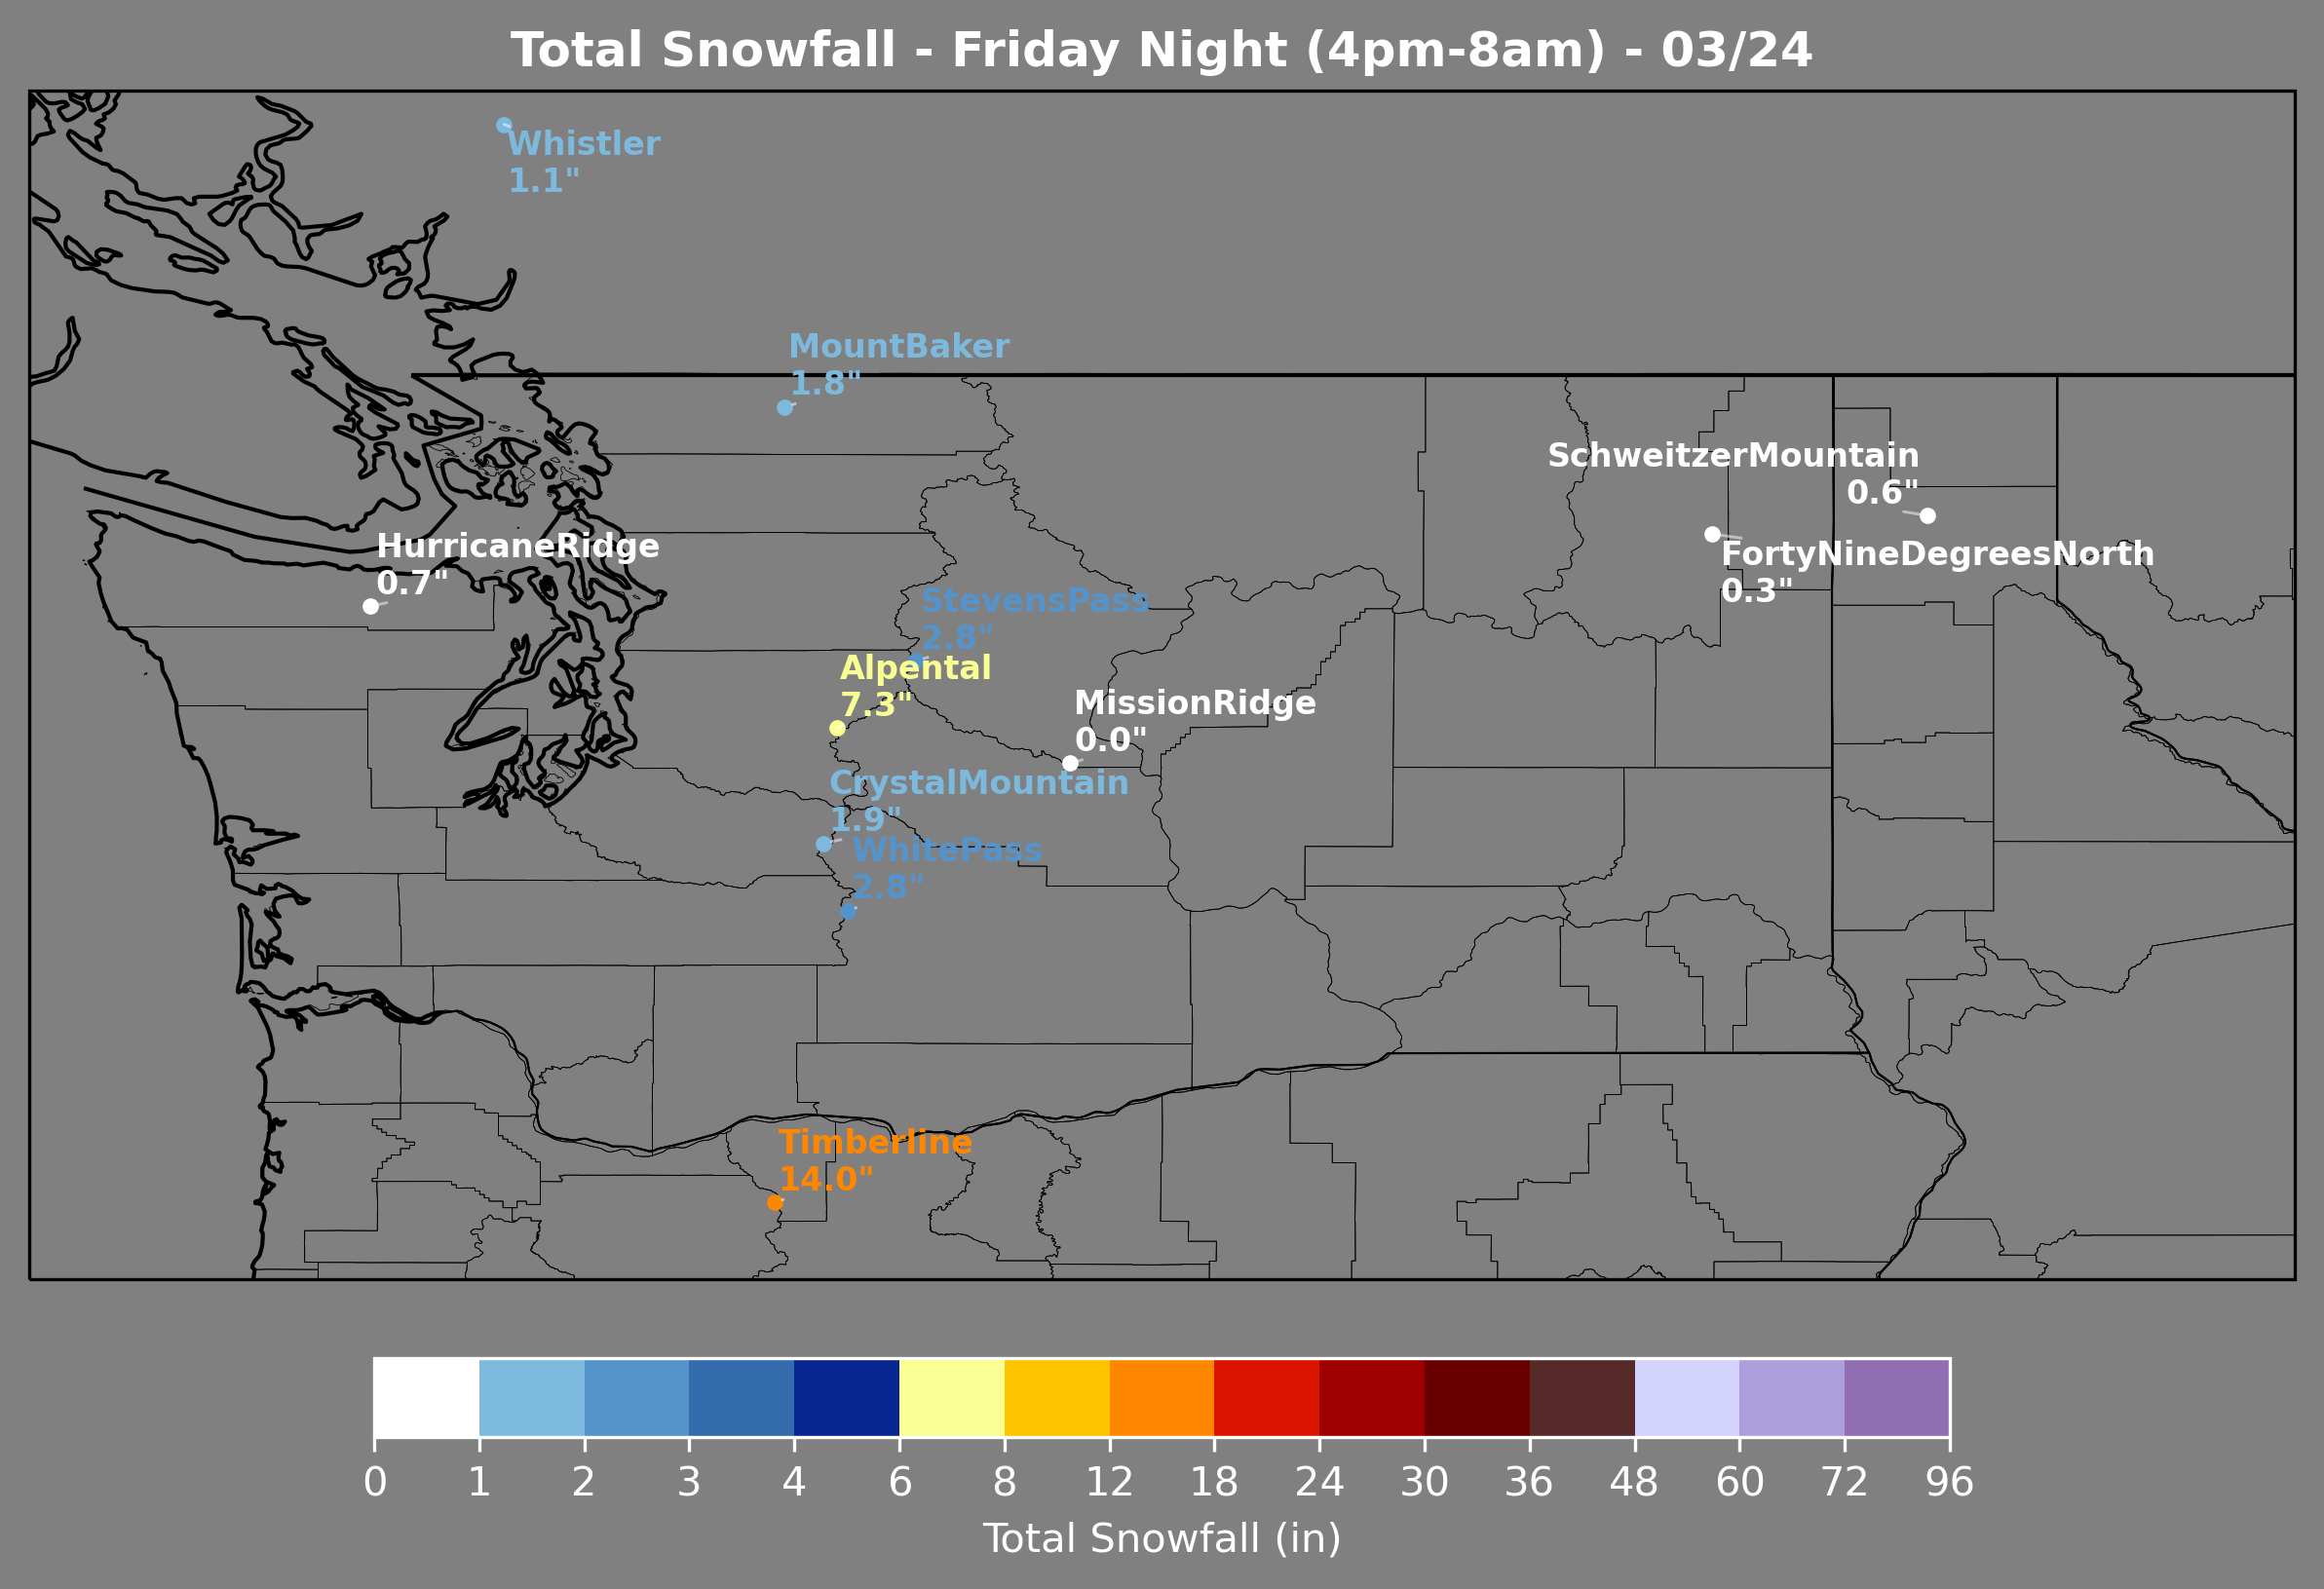 Total Snowfall - Friday Night (4pm-8am) - 03/24
Whistler
1.1"
MountBaker
1.8"
SchweitzerMountain
0.6"
HurricaneRidge
0.7"
FortyNineDegreesNorth
0.3"
StevensPass
2.8"
Alpental
7.3"
MissionRidge
0.0"
CrystalMountain
1.9"
WhitePass
2.8"
Timberline
14.0"
0 1 2 3 4 6 8 12 18 24 30 36 48 60 72 96
Total Snowfall (in)